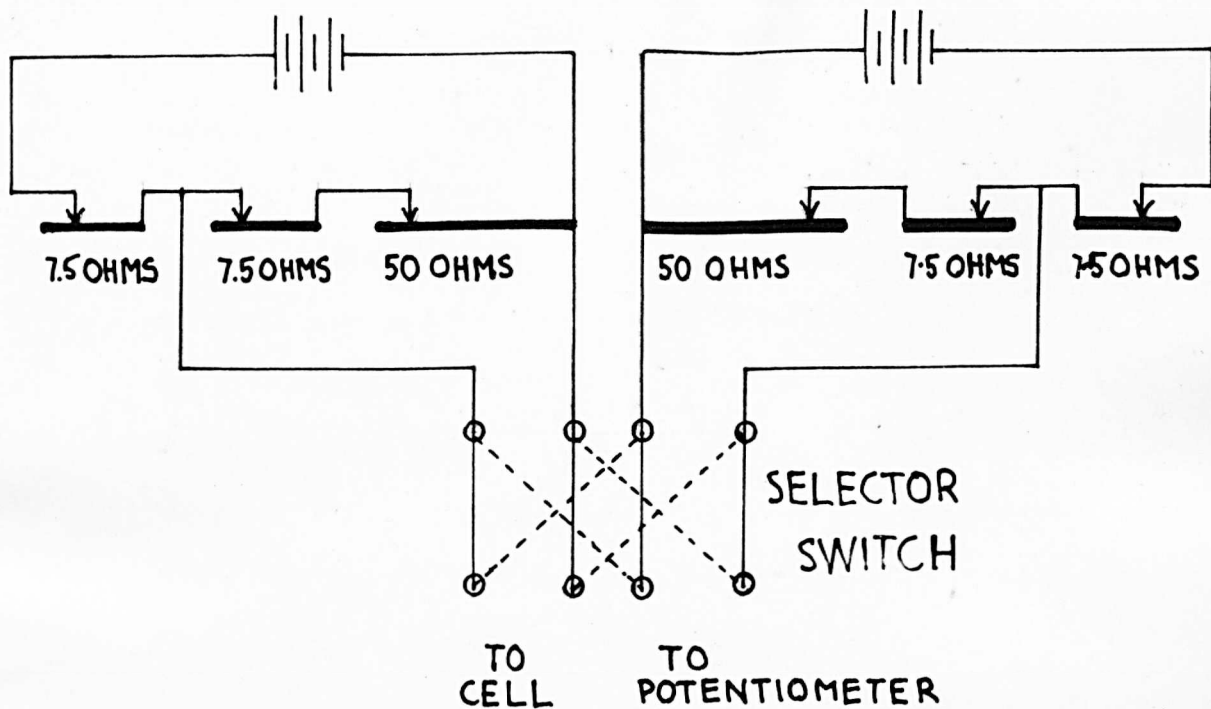 7.5 OHMS 7.5 OHMS 50 OHMS 50 OHMS 7.5 OHMS 7.5 OHMS
SELECTOR
SWITCH
TO
CELL
TO
POTENTIOMETER